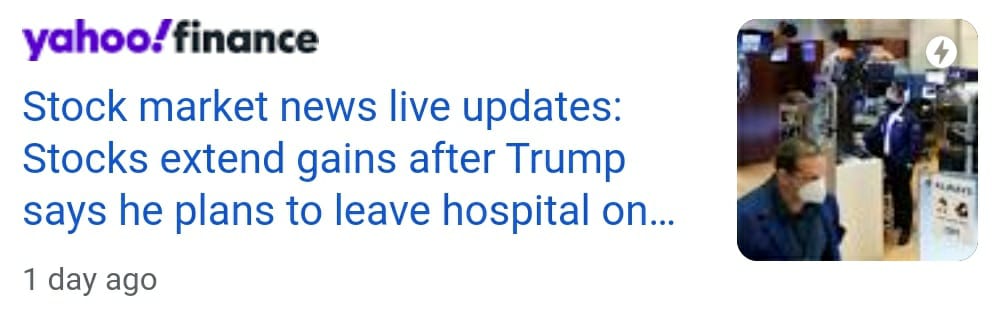 yahoo!finance
Stock market news live updates:
Stocks extend gains after Trump
says he plans to leave hospital on...
1 day ago
ALWAYS